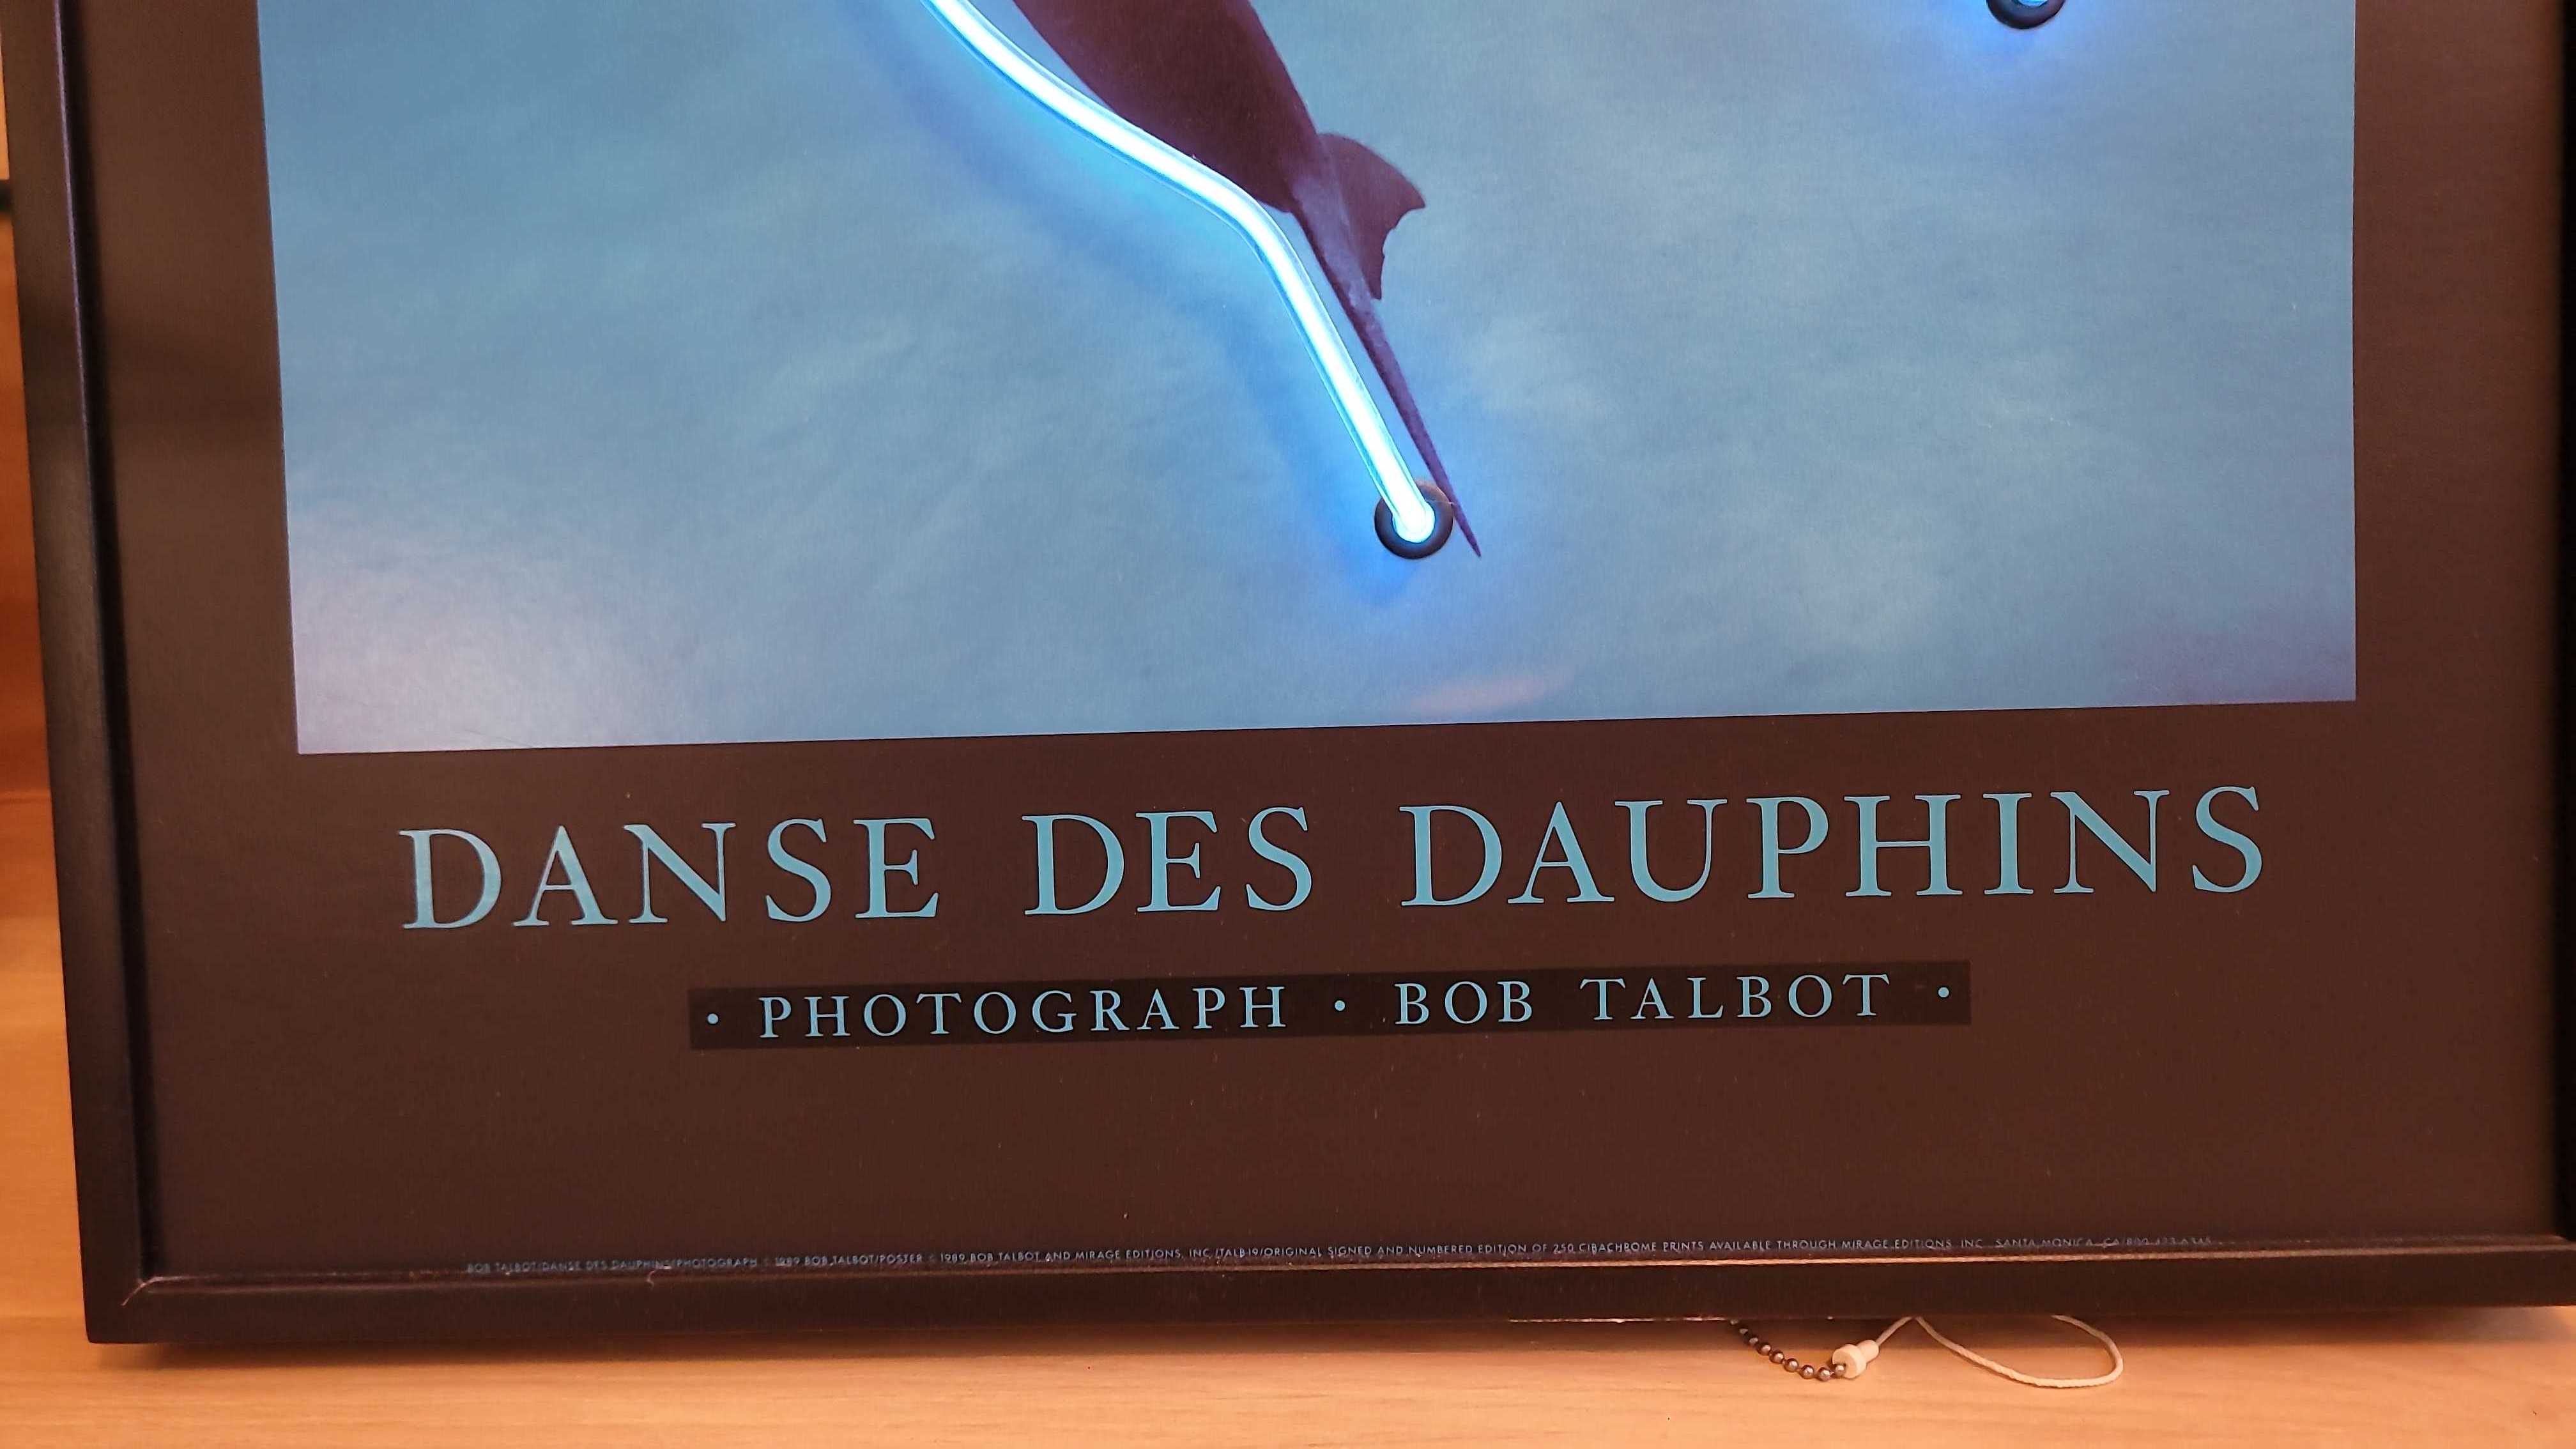 DANSE DES DAUPHINS
• PHOTOGRAPH • BOB TALBOT •
BOB TALBOT/DANSE DES DAUPHINS/PHOTOGRAPH © 1989 BOB TALBOT/POSTER © 1989 BOB TALBOT AND MIRAGE EDITIONS, INC./TALB19/ORIGINAL SIGNED AND NUMBERED EDITION OF 250 CIBACHROME PRINTS AVAILABLE THROUGH MIRAGE EDITIONS, INC. SANTA MONICA, CA/800